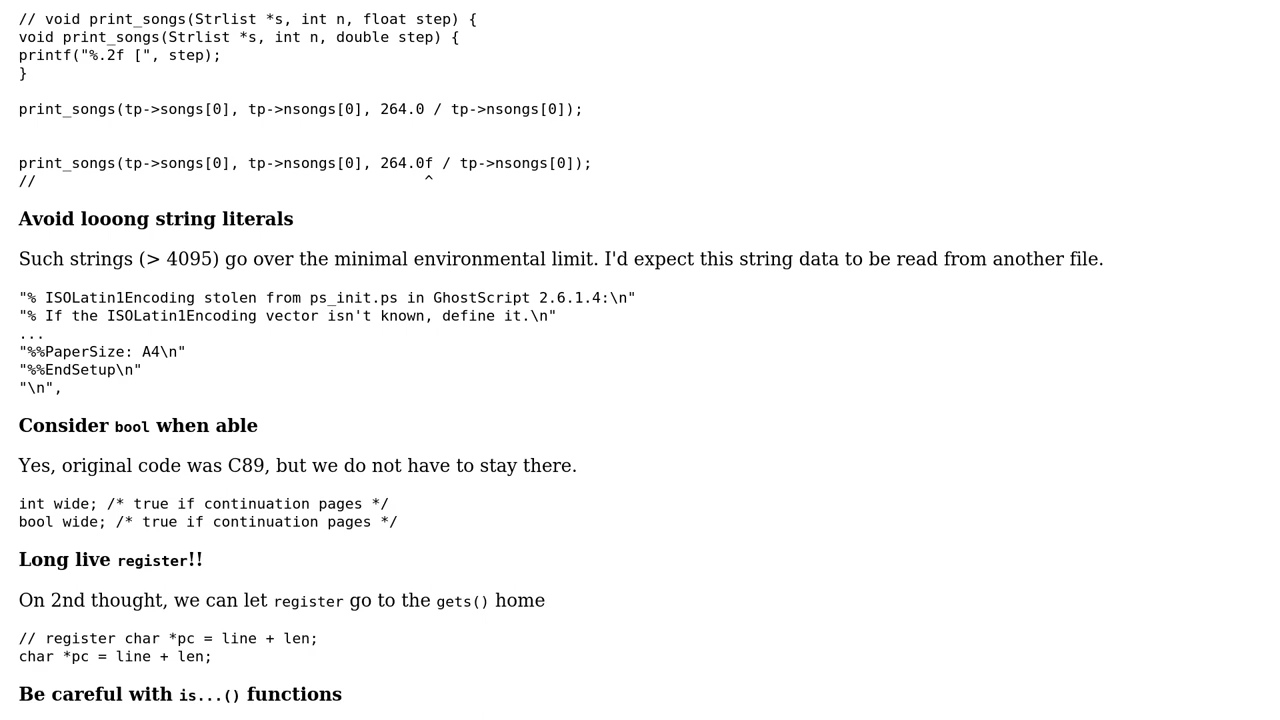 // void print_songs(Strlist *s, int n, float step) {
void print_songs(Strlist *s, int n, double step) {
printf("%.2f [", step);
}
print_songs(tp->songs[0], tp->nsongs[0], 264.0 / tp->nsongs[0]);
print_songs(tp->songs[0], tp->nsongs[0], 264.0f / tp->nsongs[0]);
//                                            ^
Avoid looong string literals
Such strings (> 4095) go over the minimal environmental limit. I'd expect this string data to be read from another file.
"% ISOLatin1Encoding stolen from ps_init.ps in GhostScript 2.6.1.4:\n"
"% If the ISOLatin1Encoding vector isn't known, define it.\n"
...
"%%PaperSize: A4\n"
"%%EndSetup\n"
"\n",
Consider bool when able
Yes, original code was C89, but we do not have to stay there.
int wide; /* true if continuation pages */
bool wide; /* true if continuation pages */
Long live register!!
On 2nd thought, we can let register go to the gets() home
// register char *pc = line + len;
char *pc = line + len;
Be careful with is...() functions